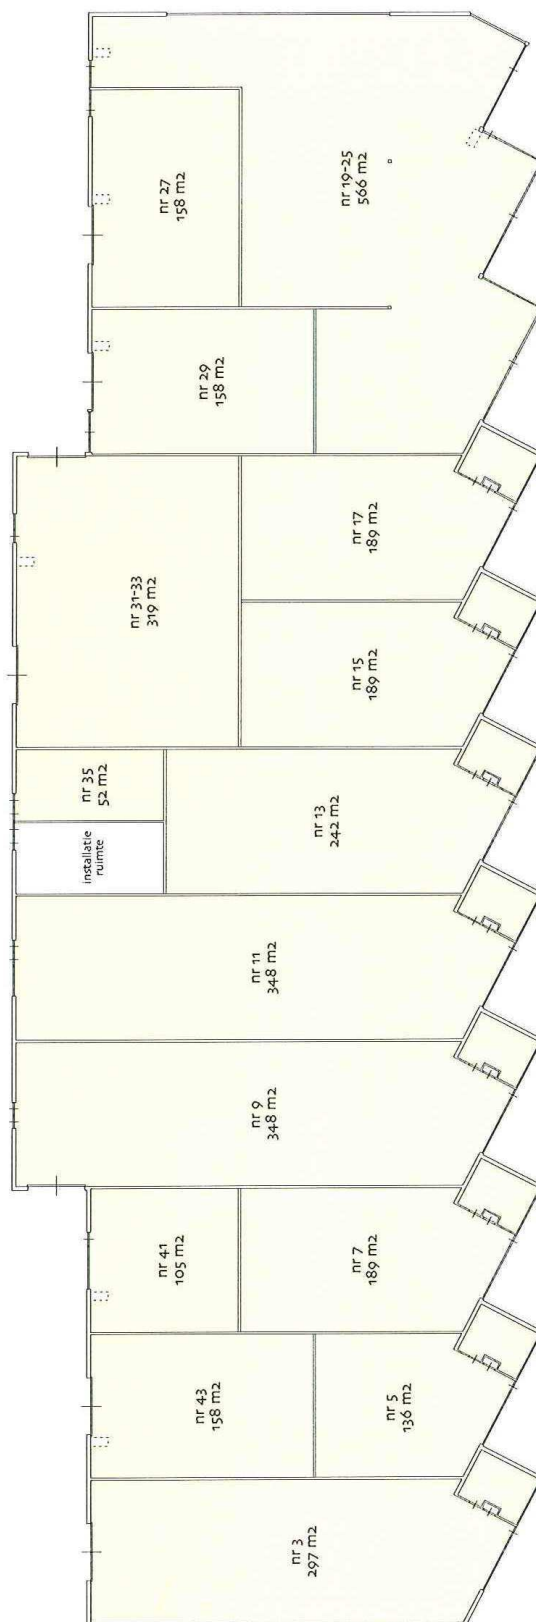 nr 27
158 m2
nr 19-25
566 m2
nr 29
158 m2
nr 31-33
319 m2
nr 17
189 m2
nr 15
189 m2
nr 35
52 m2
installatie
ruimte
nr 13
242 m2
nr 11
348 m2
nr 9
348 m2
nr 41
105 m2
nr 7
189 m2
nr 43
158 m2
nr 5
136 m2
nr 3
297 m2